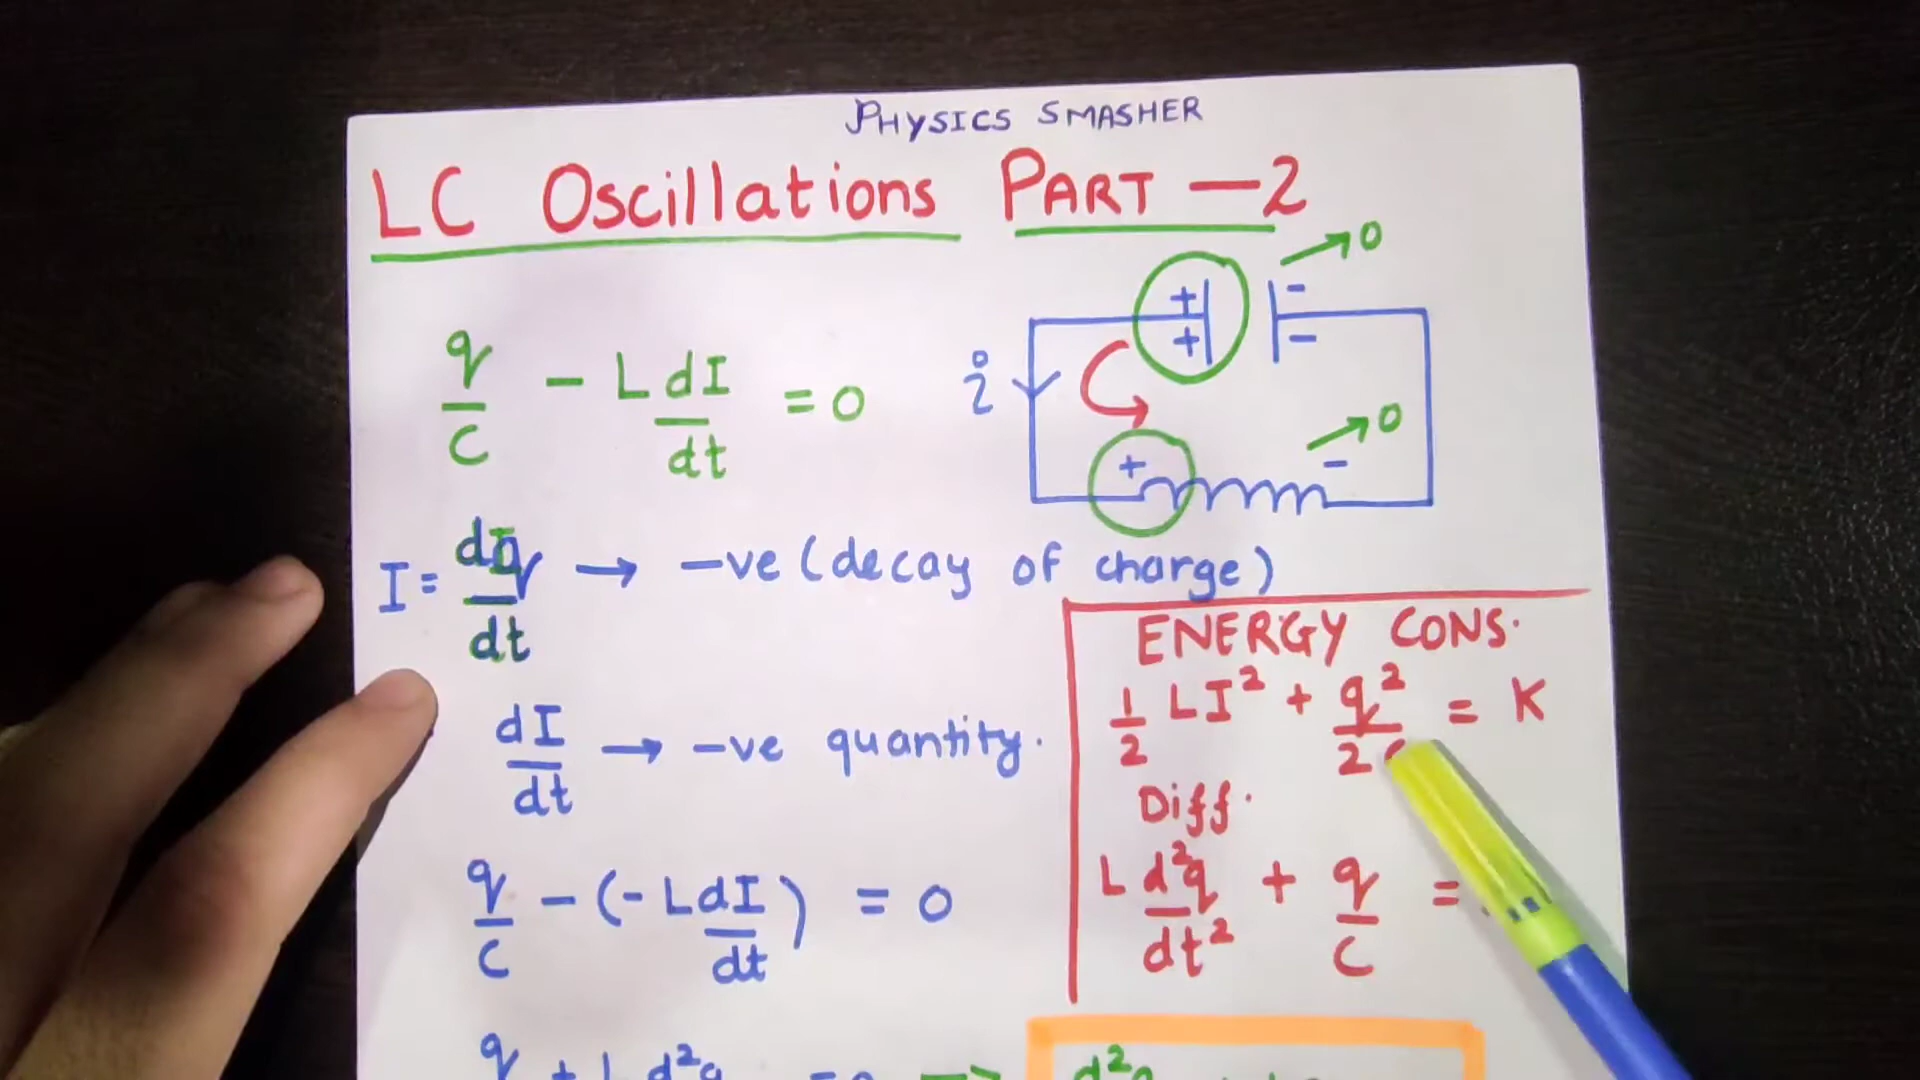 PHYSICS SMASHER
LC Oscillations PART - 2
q/C - L dI/dt = 0
+ + - - → 0
i
+ - → 0
I = dq/dt → -ve (decay of charge)
dI/dt → -ve quantity.
q/C - (-L dI/dt) = 0
ENERGY CONS.
1/2 LI² + q²/2C = K
Diff.
L d²q/dt² + q/C =